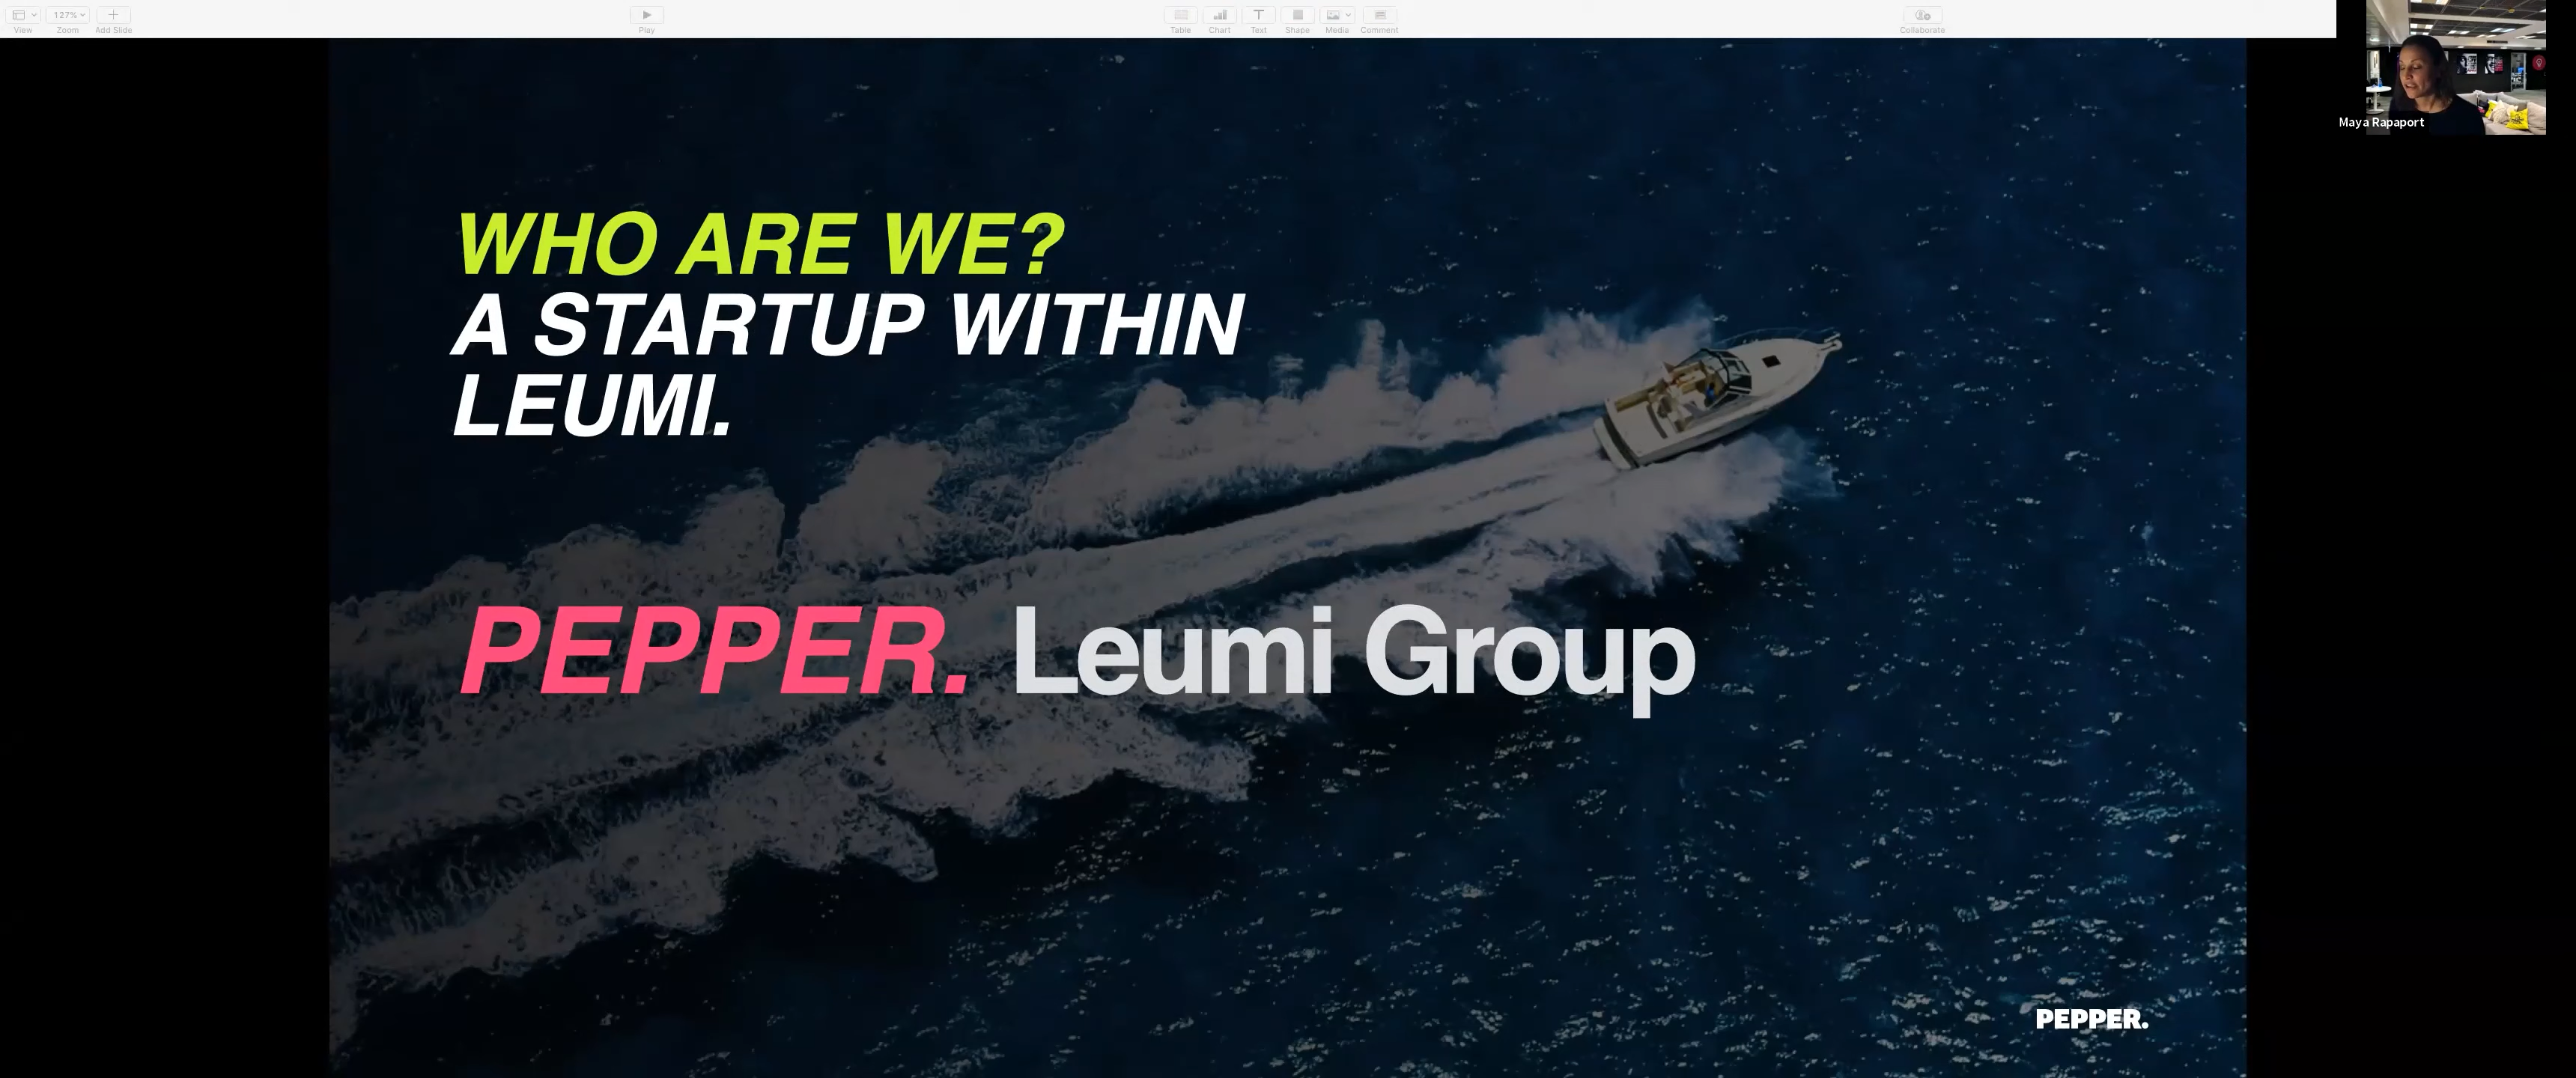 127%
View
Zoom
Add Slide
Play
Table
Chart
Text
Shape
Media
Comment
Collaborate
Maya Rapaport
WHO ARE WE?
A STARTUP WITHIN
LEUMI.
PEPPER. Leumi Group
PEPPER.